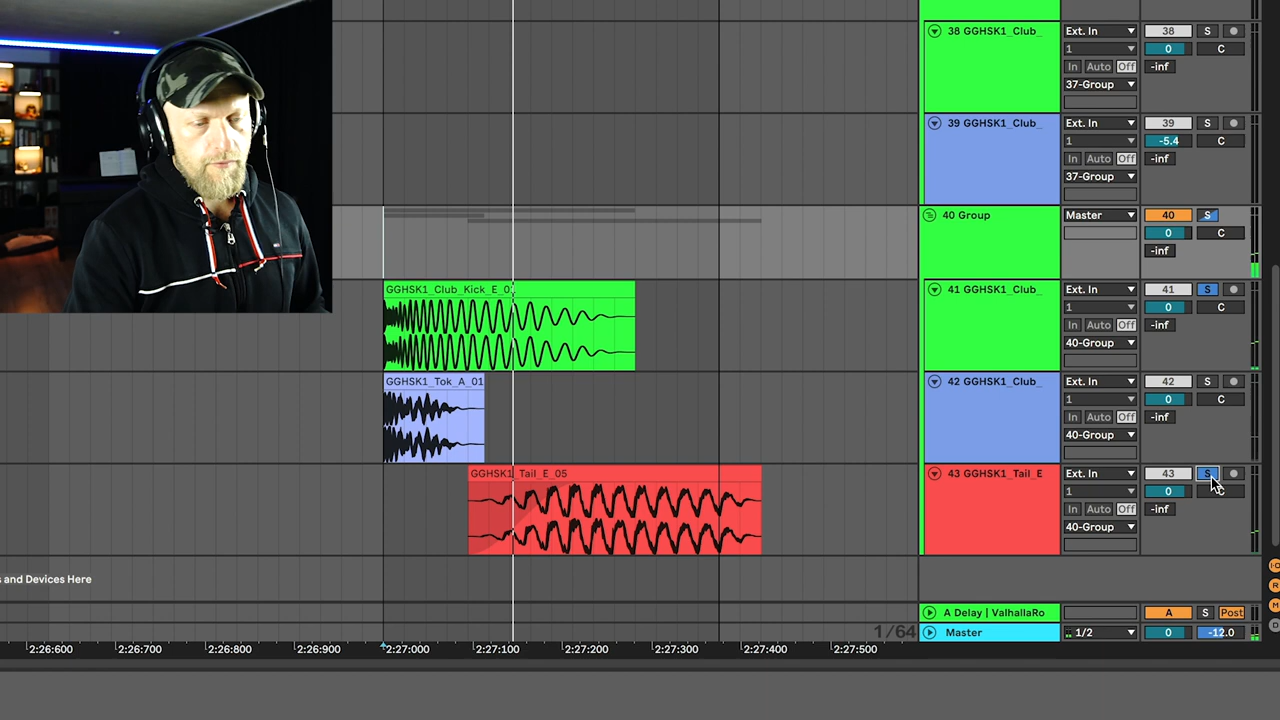 38 GGHSK1_Club_ Ext. In 38 S
1 0 C
In Auto Off -inf
37-Group
39 GGHSK1_Club_ Ext. In 39 S
1 -5.4 C
In Auto Off -inf
37-Group
40 Group Master 40 S
0 C
-inf
GGHSK1_Club_Kick_E_0 41 GGHSK1_Club_ Ext. In 41 S
1 0 C
In Auto Off -inf
40-Group
GGHSK1_Tok_A_01 42 GGHSK1_Club_ Ext. In 42 S
1 0 C
In Auto Off -inf
40-Group
GGHSK1_Tail_E_05 43 GGHSK1_Tail_E Ext. In 43 S
1 0 C
In Auto Off -inf
40-Group
s and Devices Here
A Delay | ValhallaRo A S Post
1/64 Master 1/2 0 -12.0
2:26:600 2:26:700 2:26:800 2:26:900 2:27:000 2:27:100 2:27:200 2:27:300 2:27:400 2:27:500